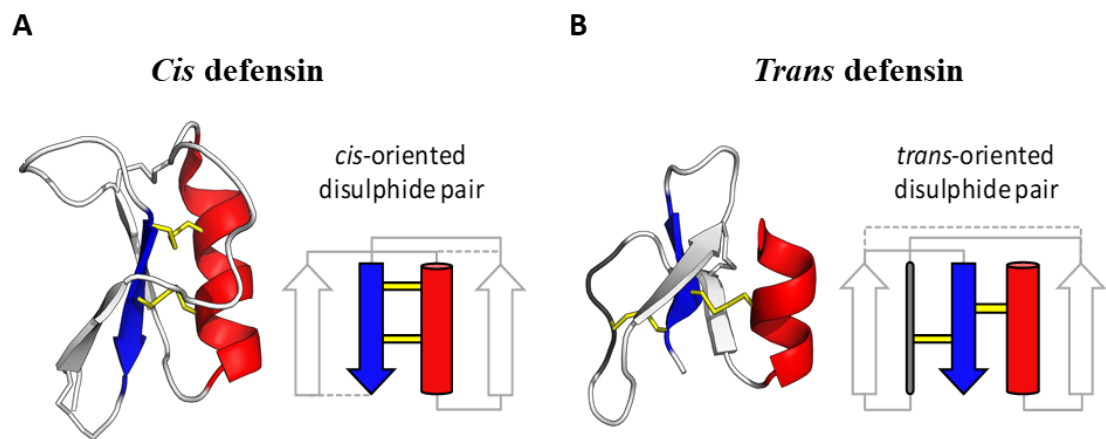 A
B
Cis defensin
Trans defensin
cis-oriented
disulphide pair
trans-oriented
disulphide pair